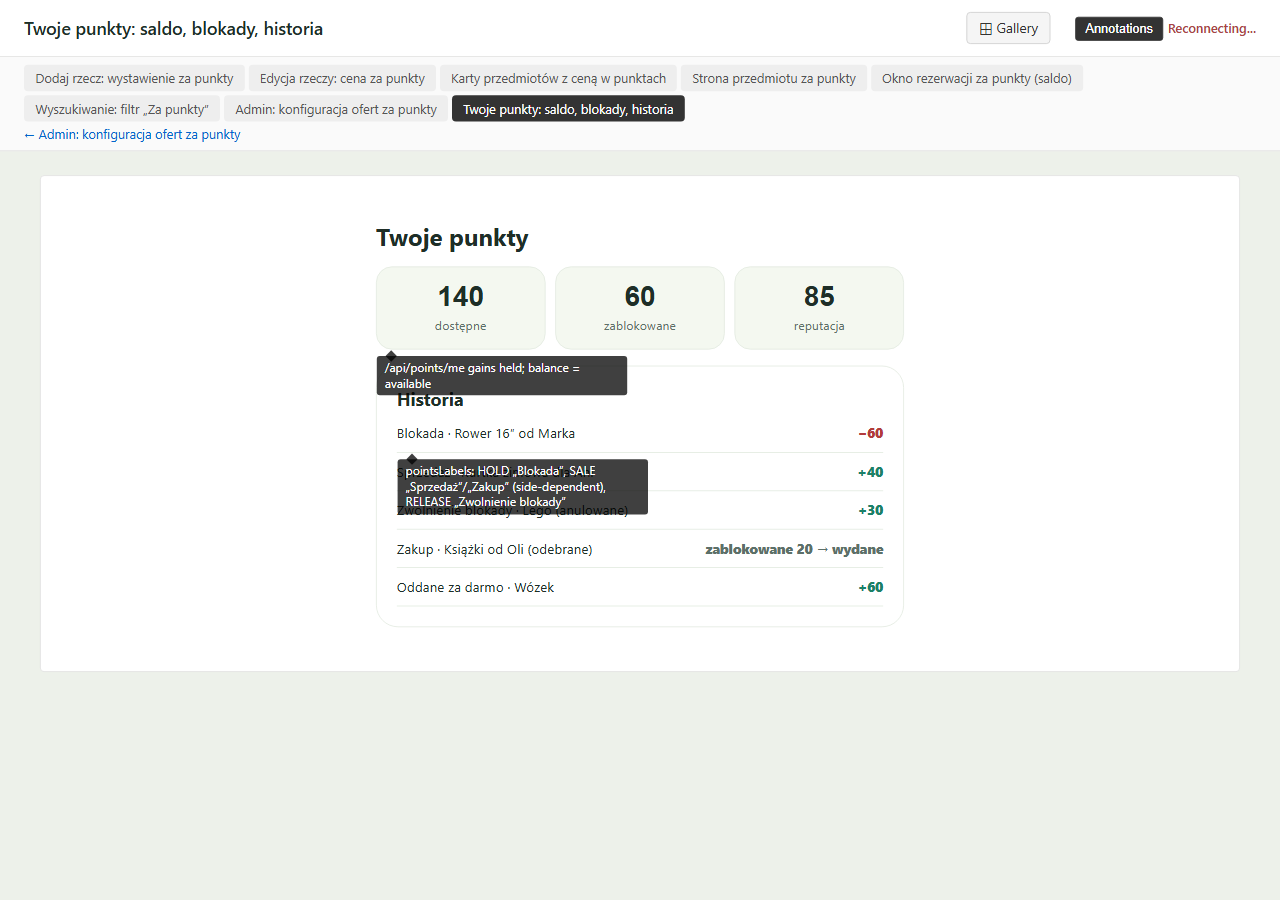 Twoje punkty: saldo, blokady, historia
Gallery
Annotations
Reconnecting...
Dodaj rzecz: wystawienie za punkty
Edycja rzeczy: cena za punkty
Karty przedmiotów z ceną w punktach
Strona przedmiotu za punkty
Okno rezerwacji za punkty (saldo)
Wyszukiwanie: filtr „Za punkty”
Admin: konfiguracja ofert za punkty
Twoje punkty: saldo, blokady, historia
← Admin: konfiguracja ofert za punkty
Twoje punkty
140
dostępne
60
zablokowane
85
reputacja
/api/points/me gains held; balance =
available
Historia
Blokada · Rower 16” od Marka
−60
pointsLabels: HOLD „Blokada”, SALE
„Sprzedaż”/„Zakup” (side-dependent),
RELEASE „Zwolnienie blokady”
+40
Zwolnienie blokady · Lego (anulowane)
+30
Zakup · Książki od Oli (odebrane)
zablokowane 20 → wydane
Oddane za darmo · Wózek
+60